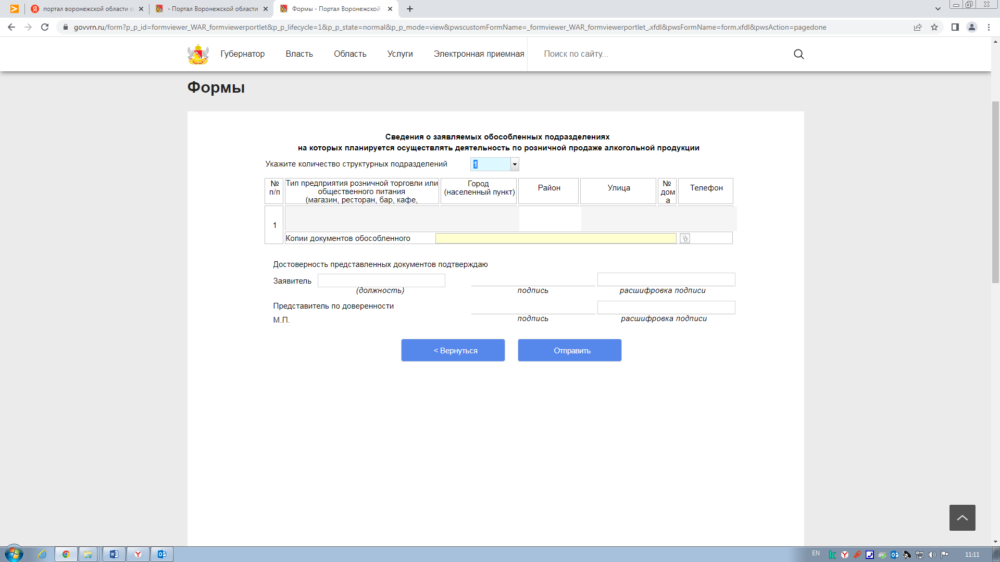 портал воронежской области о
- Портал Воронежской области
Формы - Портал Воронежской
govvrn.ru/form?p_p_id=formviewer_WAR_formviewerportlet&p_p_lifecycle=1&p_p_state=normal&p_p_mode=view&pwscustomFormName=_formviewer_WAR_formviewerportlet_.xfdl&pwsFormName=form.xfdl&pwsAction=pagedone
Губернатор Власть Область Услуги Электронная приемная Поиск по сайту...
Формы
Сведения о заявляемых обособленных подразделениях
на которых планируется осуществлять деятельность по розничной продаже алкогольной продукции
Укажите количество структурных подразделений 1
№ п/п
Тип предприятия розничной торговли или
общественного питания
(магазин, ресторан, бар, кафе,
Город
(населенный пункт)
Район
Улица
№
дом
а
Телефон
1
Копии документов обособленного
Достоверность представленных документов подтверждаю
Заявитель
(должность) подпись расшифровка подписи
Представитель по доверенности
подпись расшифровка подписи
М.П.
< Вернуться Отправить
EN 11:11